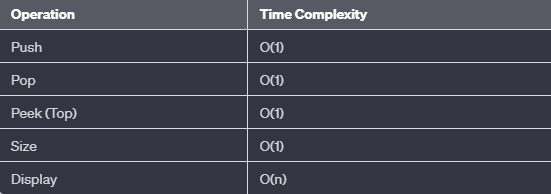 Operation Time Complexity
Push O(1)
Pop O(1)
Peek (Top) O(1)
Size O(1)
Display O(n)